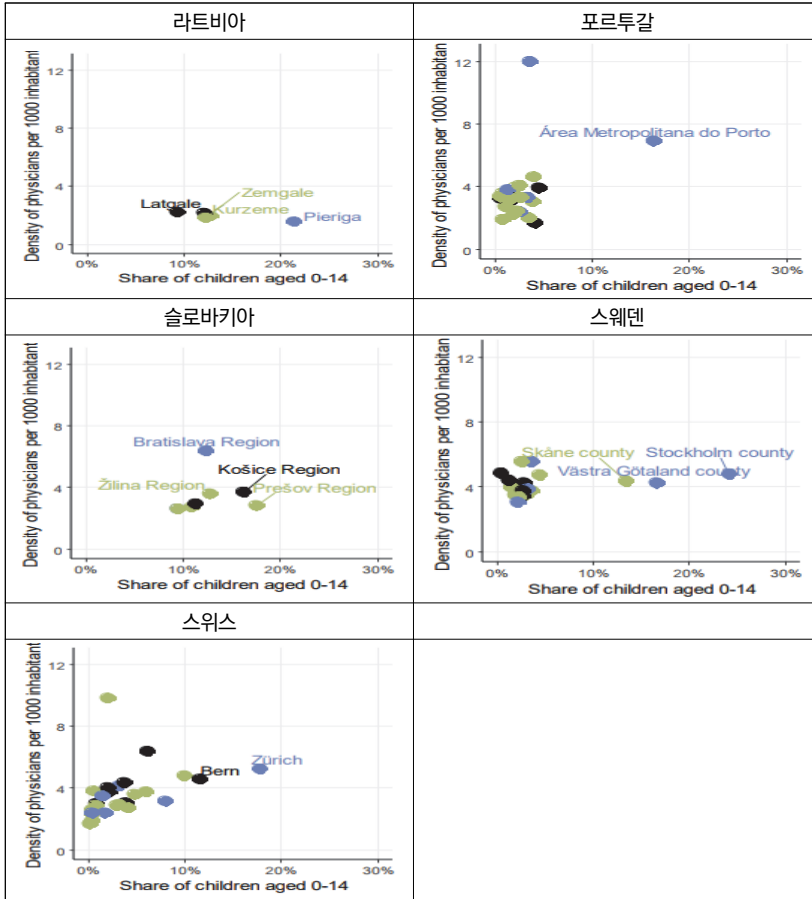 라트비아
포르투갈
Density of physicians per 1000 inhabitant
12
8
4
0
Latgale
Zemgale
Kurzeme
Pieriga
0%
10%
20%
30%
Share of children aged 0-14
Density of physicians per 1000 inhabitant
12
8
4
0
Área Metropolitana do Porto
0%
10%
20%
30%
Share of children aged 0-14
슬로바키아
스웨덴
Density of physicians per 1000 inhabitant
12
8
4
0
Bratislava Region
Košice Region
Žilina Region
Prešov Region
0%
10%
20%
30%
Share of children aged 0-14
Density of physicians per 1000 inhabitant
12
8
4
0
Skåne county
Stockholm county
Västra Götaland county
0%
10%
20%
30%
Share of children aged 0-14
스위스
Density of physicians per 1000 inhabitant
12
8
4
0
Zürich
Bern
0%
10%
20%
30%
Share of children aged 0-14